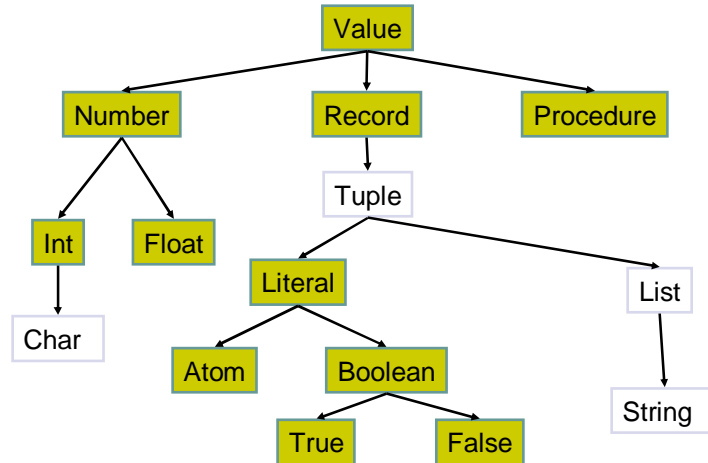 Value
Number
Record
Procedure
Tuple
Int
Float
Literal
List
Char
Atom
Boolean
String
True
False